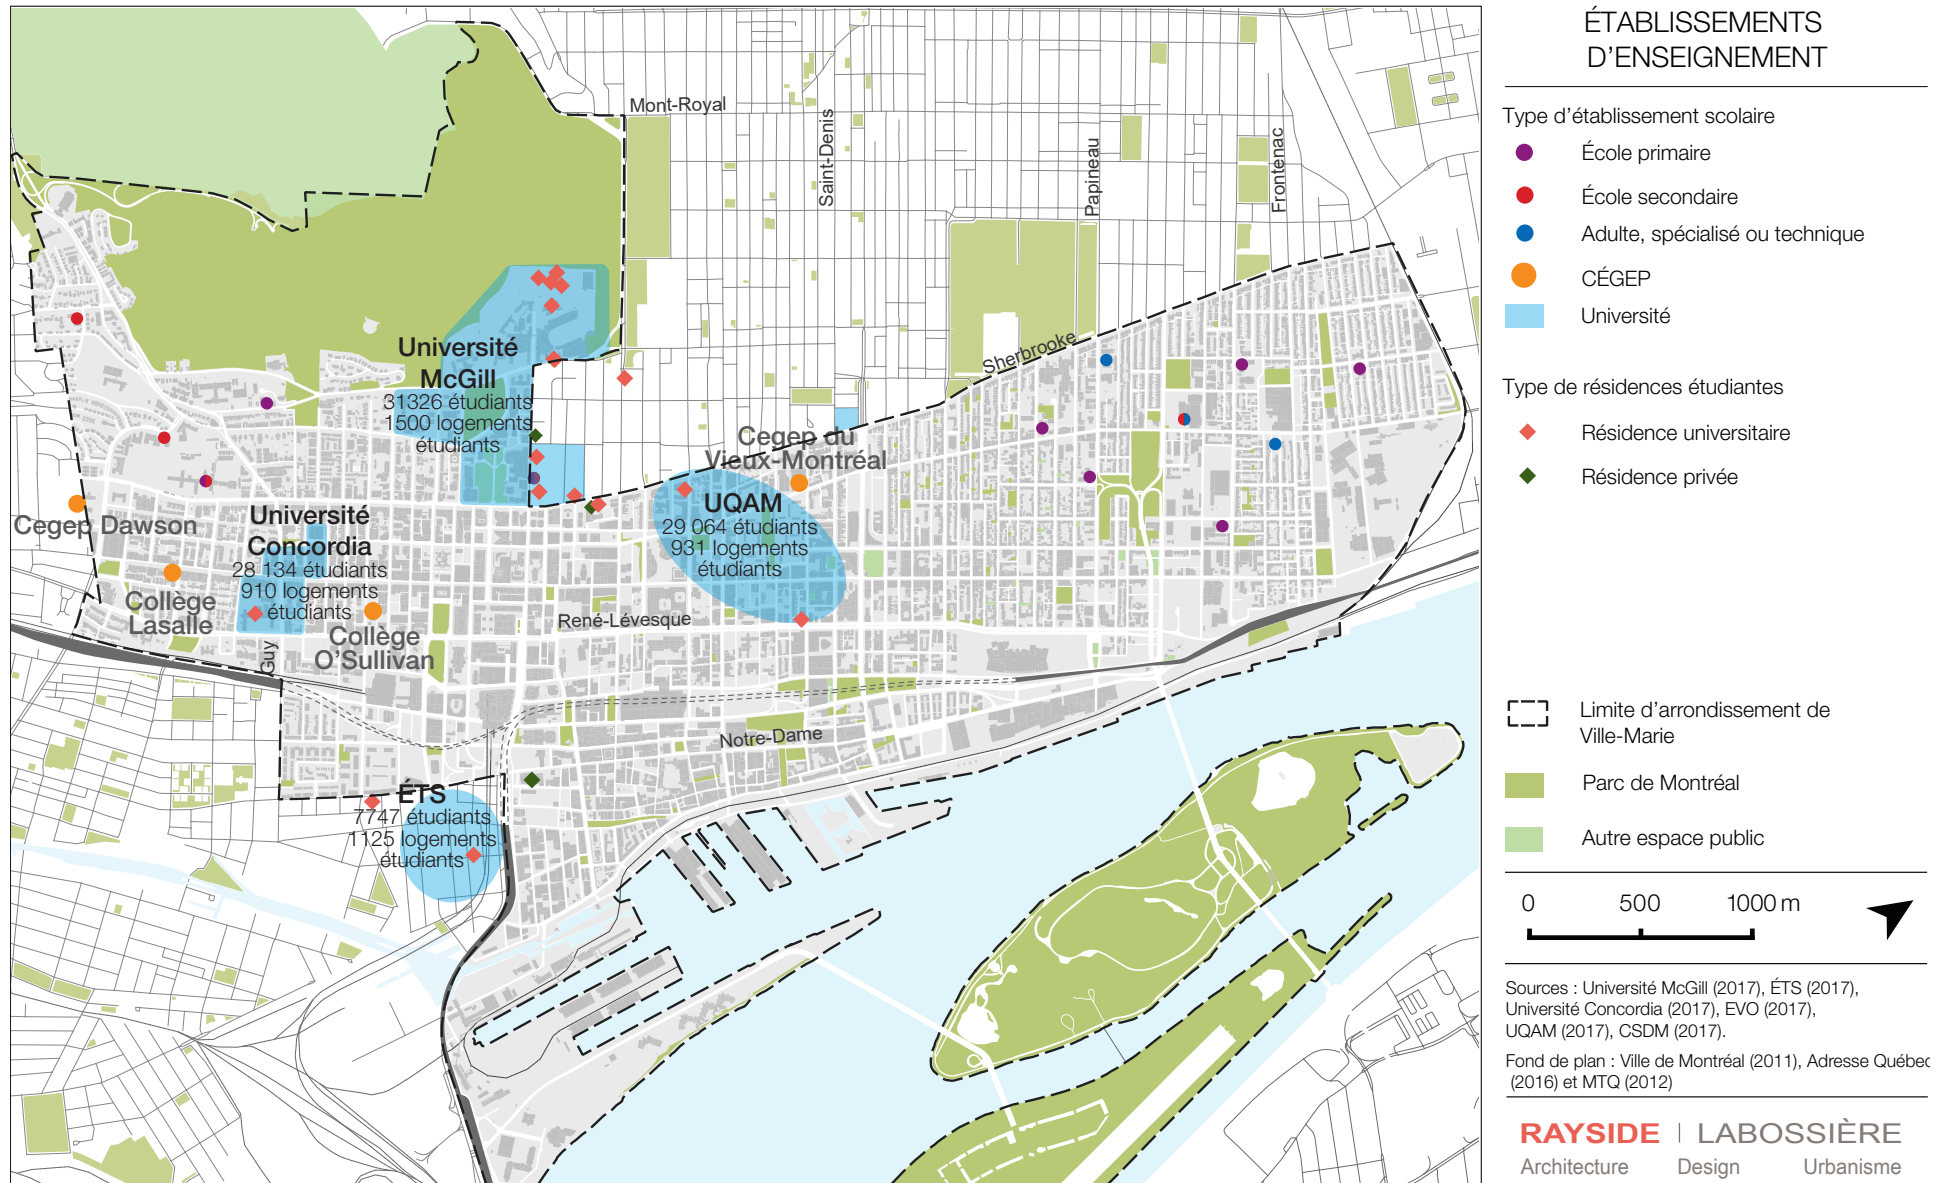 Mont-Royal
Saint-Denis
Papineau
Frontenac
Sherbrooke
Université
McGill
31326 étudiants
1500 logements
étudiants
Cegep du
Vieux-Montréal
UQAM
29 064 étudiants
931 logements
étudiants
Cegep Dawson
Université
Concordia
28 134 étudiants
910 logements
étudiants
Collège
Lasalle
Collège
O'Sullivan
Guy
René-Lévesque
Notre-Dame
ÉTS
7747 étudiants
1125 logements
étudiants
ÉTABLISSEMENTS
D'ENSEIGNEMENT
Type d'établissement scolaire
École primaire
École secondaire
Adulte, spécialisé ou technique
CÉGEP
Université
Type de résidences étudiantes
Résidence universitaire
Résidence privée
Limite d'arrondissement de
Ville-Marie
Parc de Montréal
Autre espace public
0 500 1000 m
Sources : Université McGill (2017), ÉTS (2017),
Université Concordia (2017), EVO (2017),
UQAM (2017), CSDM (2017).
Fond de plan : Ville de Montréal (2011), Adresse Québec
(2016) et MTQ (2012)
RAYSIDE | LABOSSIÈRE
Architecture Design Urbanisme